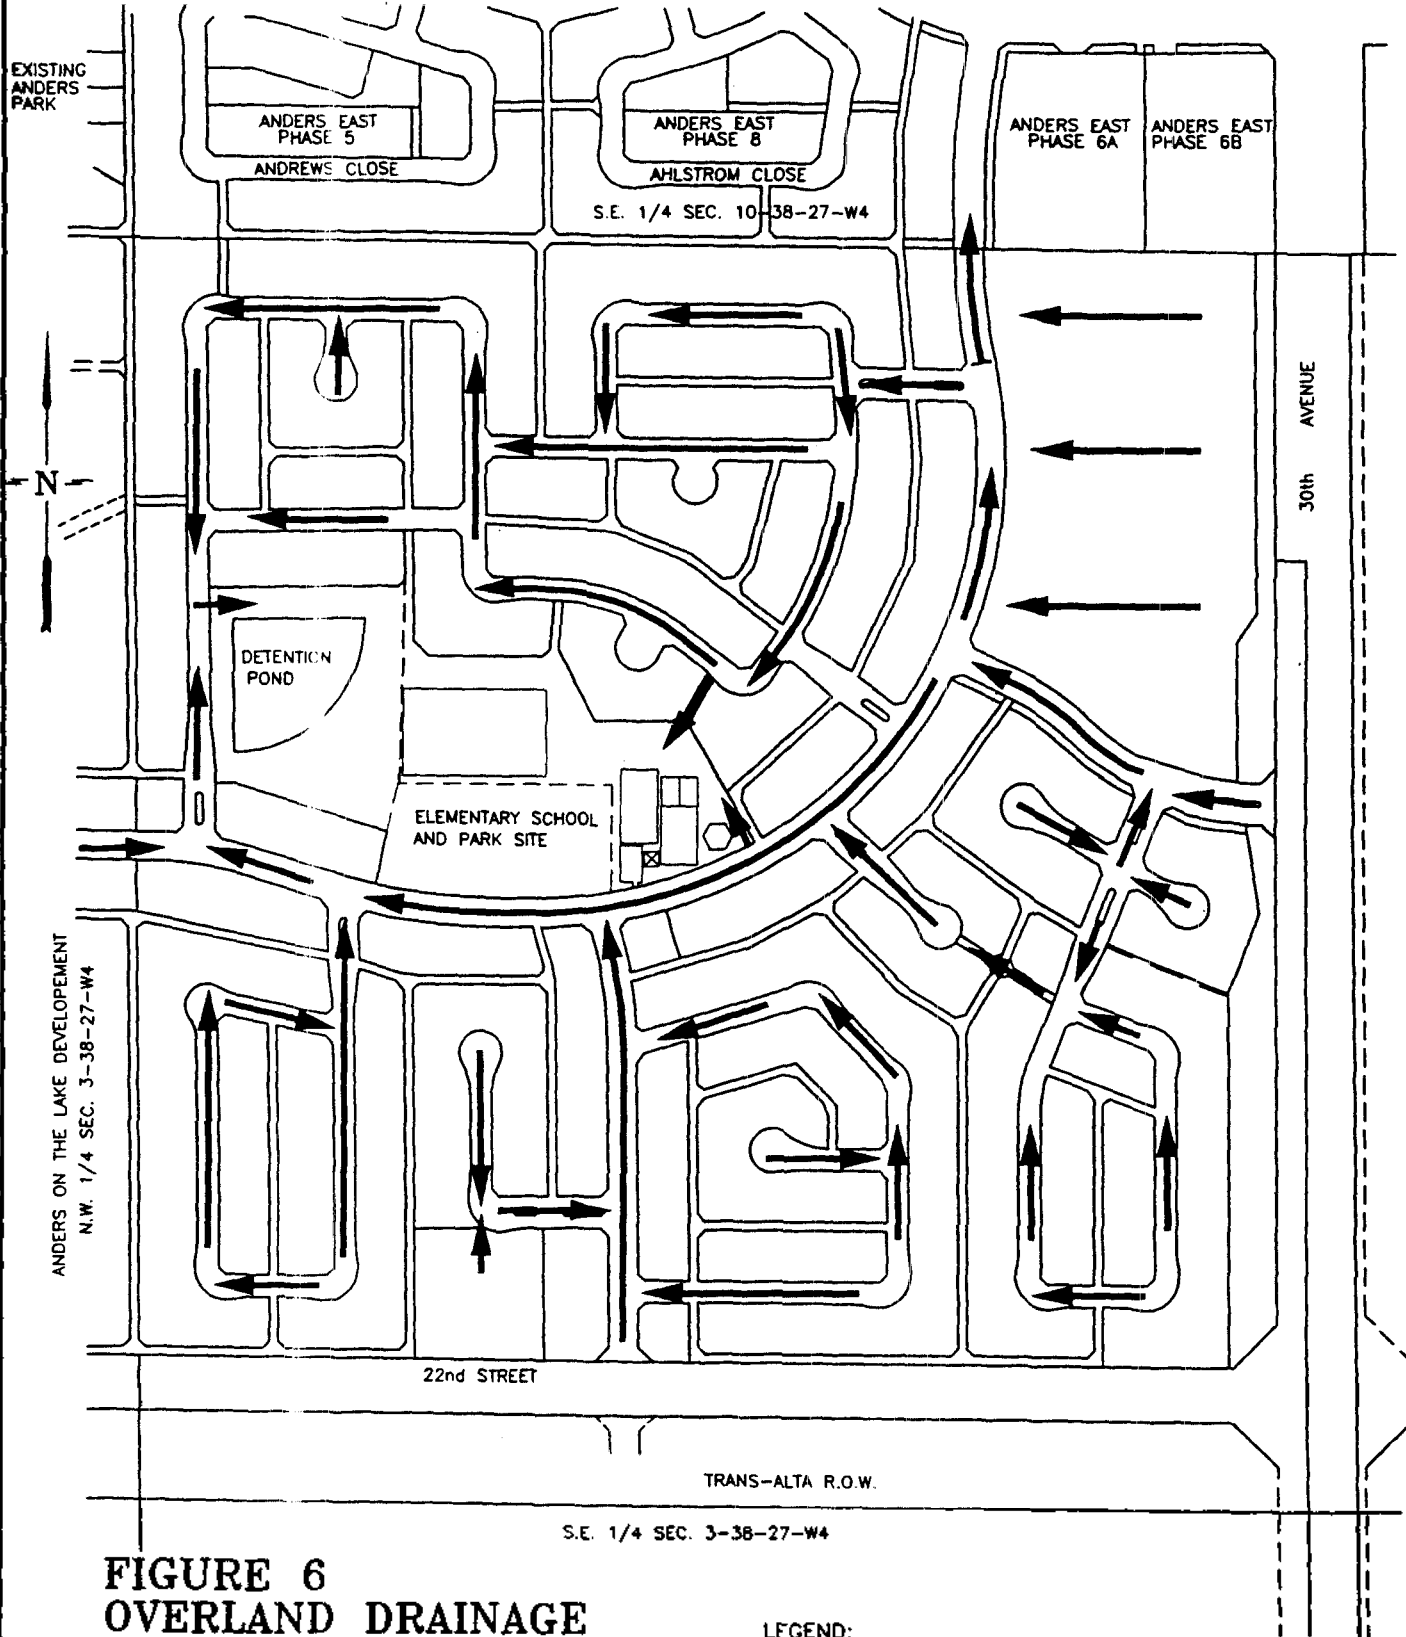 EXISTING
ANDERS
PARK
ANDERS EAST
PHASE 5
ANDREWS CLOSE
ANDERS EAST
PHASE 8
AHLSTROM CLOSE
ANDERS EAST
PHASE 6A
ANDERS EAST
PHASE 6B
S.E. 1/4 SEC. 10-38-27-W4
30th AVENUE
N
DETENTION
POND
ELEMENTARY SCHOOL
AND PARK SITE
ANDERS ON THE LAKE DEVELOPEMENT
N.W. 1/4 SEC. 3-38-27-W4
22nd STREET
TRANS-ALTA R.O.W.
S.E. 1/4 SEC. 3-38-27-W4
FIGURE 6
OVERLAND DRAINAGE
LEGEND: